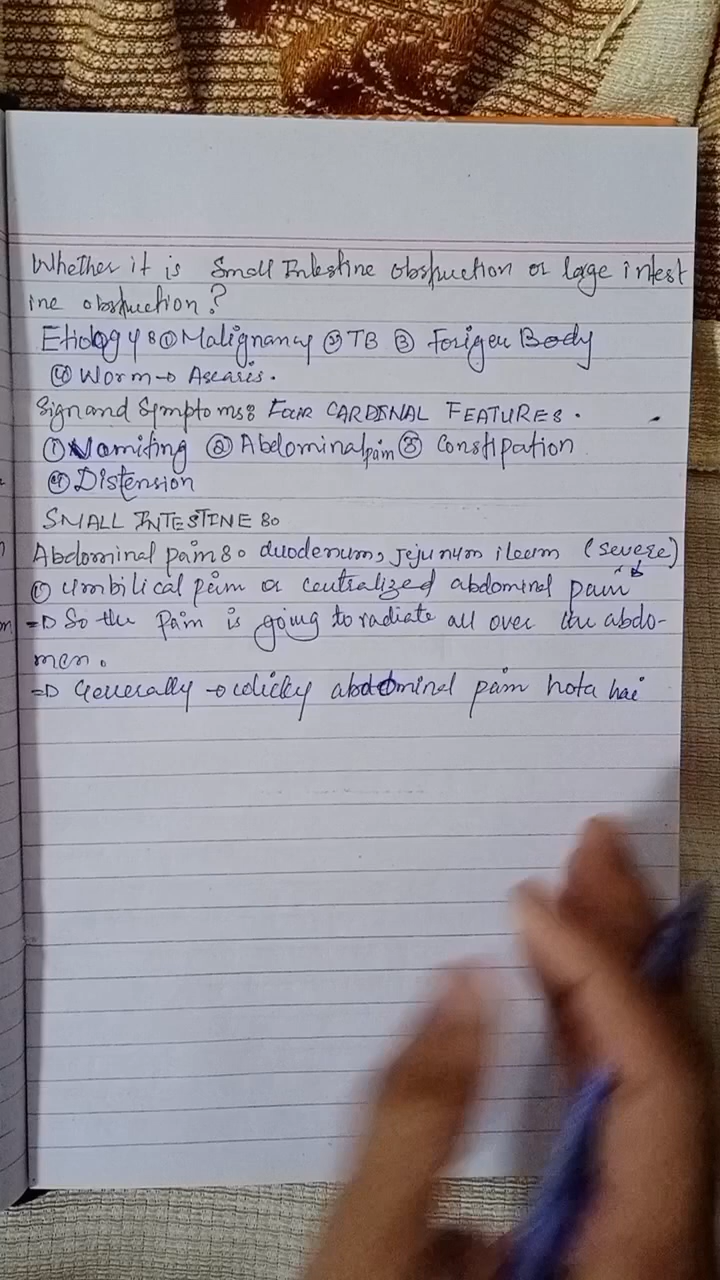 Whether it is Small Intestine obstruction or large intest
ine obstruction?
Etiology: ① Malignancy ② TB ③ Forigeu Body
④ Worm → Ascaris.
Sign and Symptoms: FOUR CARDINAL FEATURES.
① Vomiting ② Abdominal pain ③ Constipation
④ Distension
SMALL INTESTINE :
Abdominal pain: duodenum, jejunum ileum (severe)
① umbilical pain or centralized abdominal pain
⇒ So the pain is going to radiate all over the abdo-
men.
⇒ Generally → colicky abdominal pain hota hai